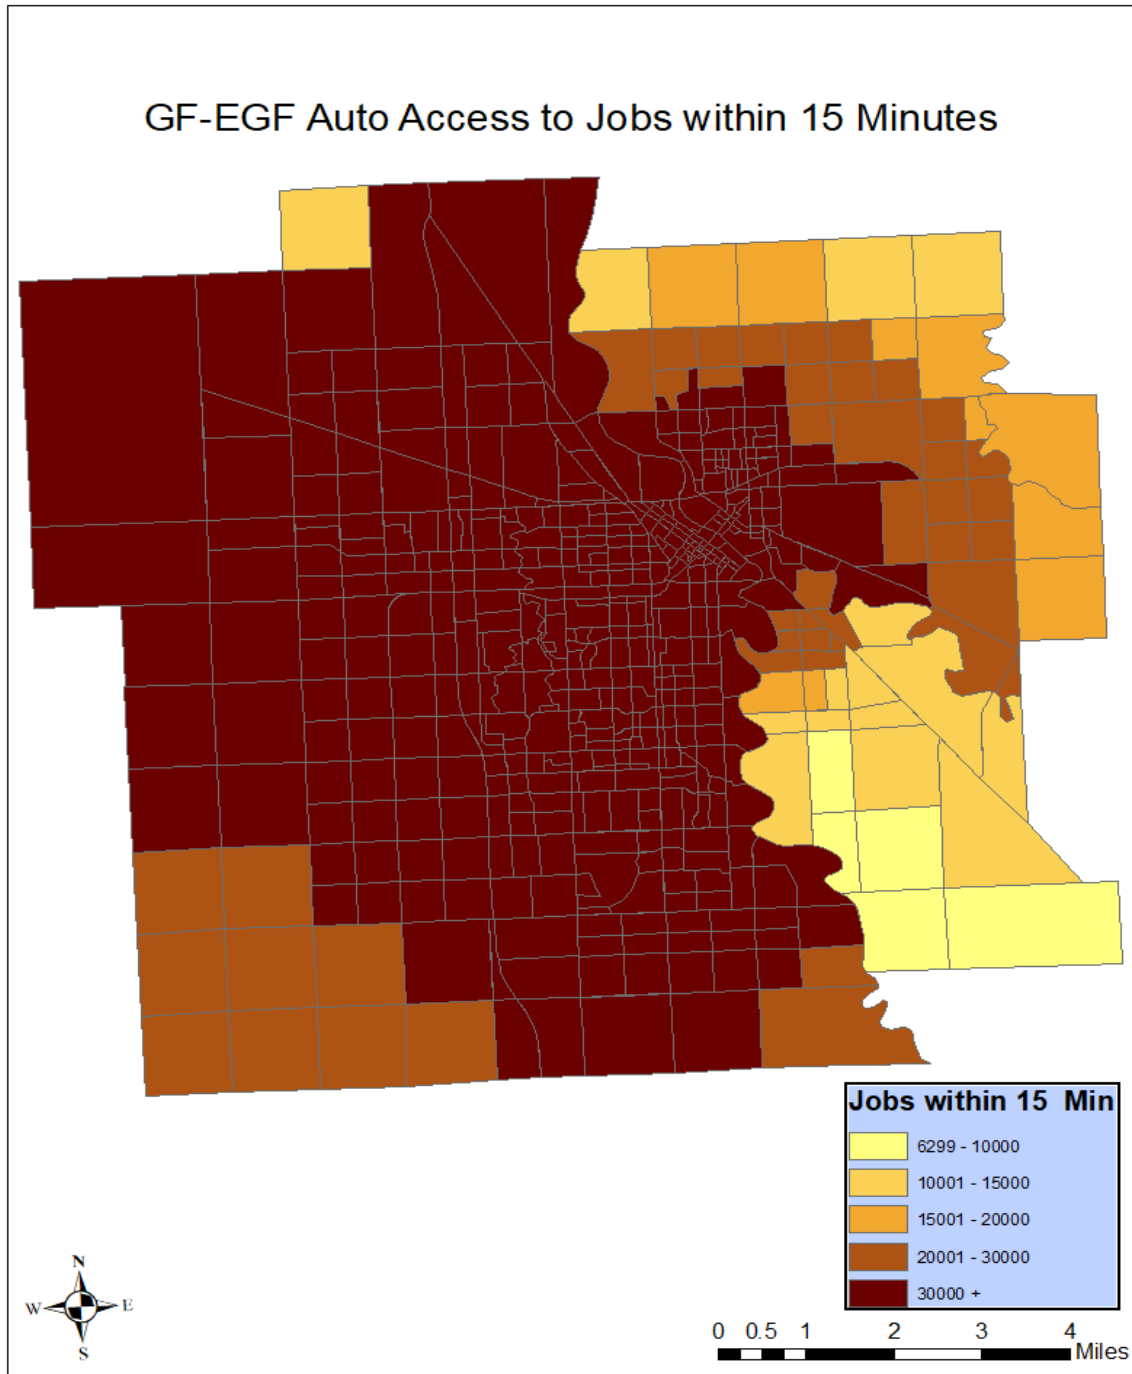 GF-EGF Auto Access to Jobs within 15 Minutes
Jobs within 15  Min
6299 - 10000
10001 - 15000
15001 - 20000
20001 - 30000
30000 +
N
W E
S
0 0.5 1 2 3 4
Miles